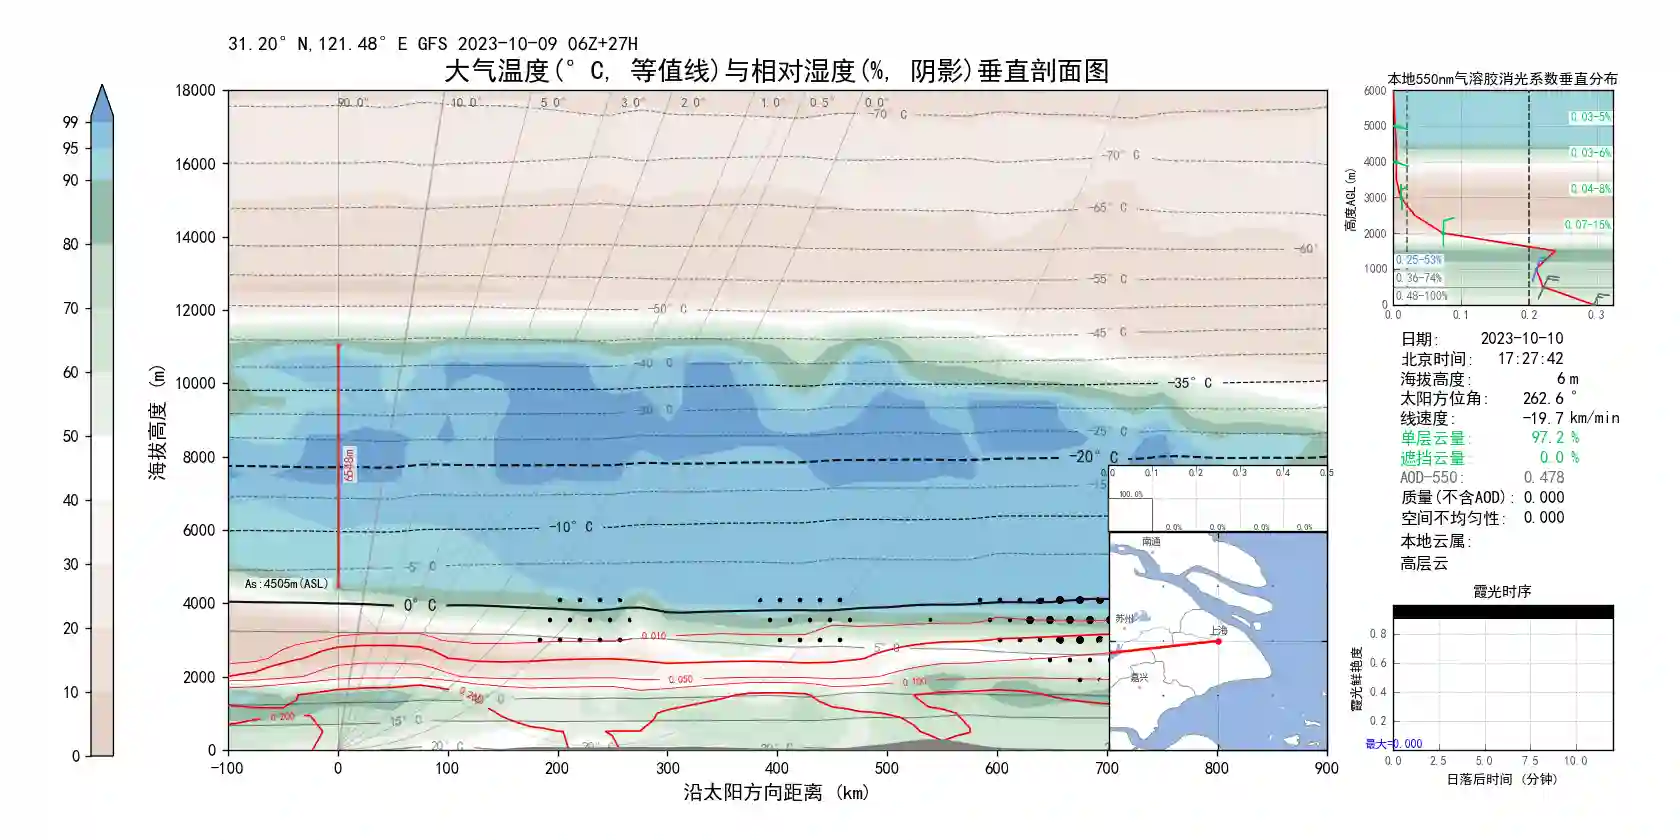 31.20° N,121.48° E GFS 2023-10-09 06Z+27H
大气温度(° C, 等值线)与相对湿度(%, 阴影)垂直剖面图
99
95
90
80
70
60
50
40
30
20
10
0
海拔高度 (m)
18000
16000
14000
12000
10000
8000
6000
4000
2000
0
90.0° 10.0° 5.0° 3.0° 2.0° 1.0° 0.5° 0.0°
-70° C
-70° C
-65° C
-60°
-55° C
-50° C
-45° C
-40° C
-35° C
-30° C
-25° C
-20° C
-15
-10° C
-5° C
0° C
5° C
15° C
20° C
6548m
As:4505m(ASL)
0.010
0.050
0.100
0.200
0.200
-100 0 100 200 300 400 500 600 700 800 900
沿太阳方向距离 (km)
0.0 0.1 0.2 0.3 0.4 0.5
100.0%
0.0% 0.0% 0.0% 0.0%
南通
苏州
上海
嘉兴
本地550nm气溶胶消光系数垂直分布
高度AGL(m)
6000
5000
4000
3000
2000
1000
0
0.03-5%
0.03-6%
0.04-8%
0.07-15%
0.25-53%
0.36-74%
0.48-100%
0.0 0.1 0.2 0.3
日期: 2023-10-10
北京时间: 17:27:42
海拔高度: 6 m
太阳方位角: 262.6 °
线速度: -19.7 km/min
单层云量: 97.2 %
遮挡云量: 0.0 %
AOD-550: 0.478
质量(不含AOD): 0.000
空间不均匀性: 0.000
本地云属:
高层云
霞光时序
霞光鲜艳度
0.8
0.6
0.4
0.2
最大=0.000
0.0 2.5 5.0 7.5 10.0
日落后时间 (分钟)